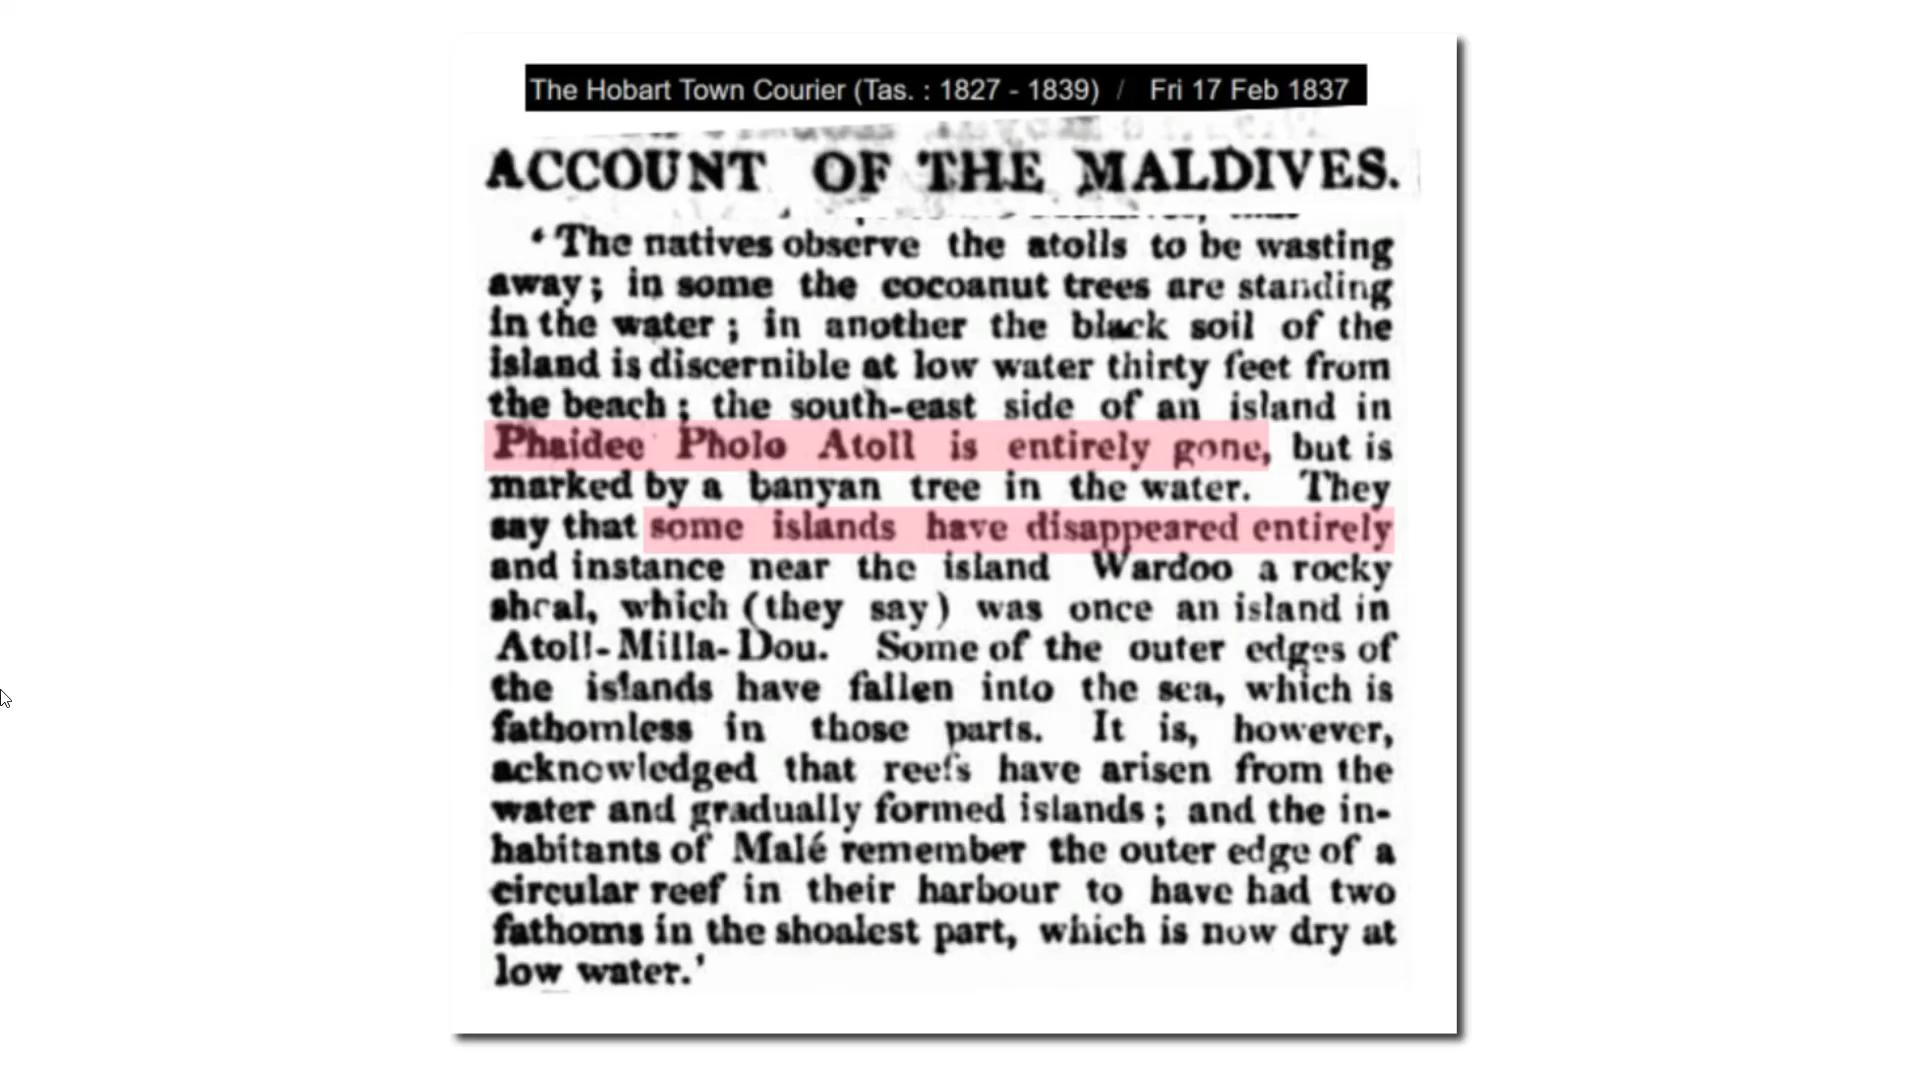 The Hobart Town Courier (Tas. : 1827 - 1839) / Fri 17 Feb 1837
ACCOUNT OF THE MALDIVES.
‘The natives observe the atolls to be wasting
away; in some the cocoanut trees are standing
in the water; in another the black soil of the
island is discernible at low water thirty feet from
the beach; the south-east side of an island in
Phaidee Pholo Atoll is entirely gone, but is
marked by a banyan tree in the water. They
say that some islands have disappeared entirely
and instance near the island Wardoo a rocky
shoal, which (they say) was once an island in
Atoll-Milla-Dou. Some of the outer edges of
the islands have fallen into the sea, which is
fathomless in those parts. It is, however,
acknowledged that reefs have arisen from the
water and gradually formed islands; and the in-
habitants of Malé remember the outer edge of a
circular reef in their harbour to have had two
fathoms in the shoalest part, which is now dry at
low water.’